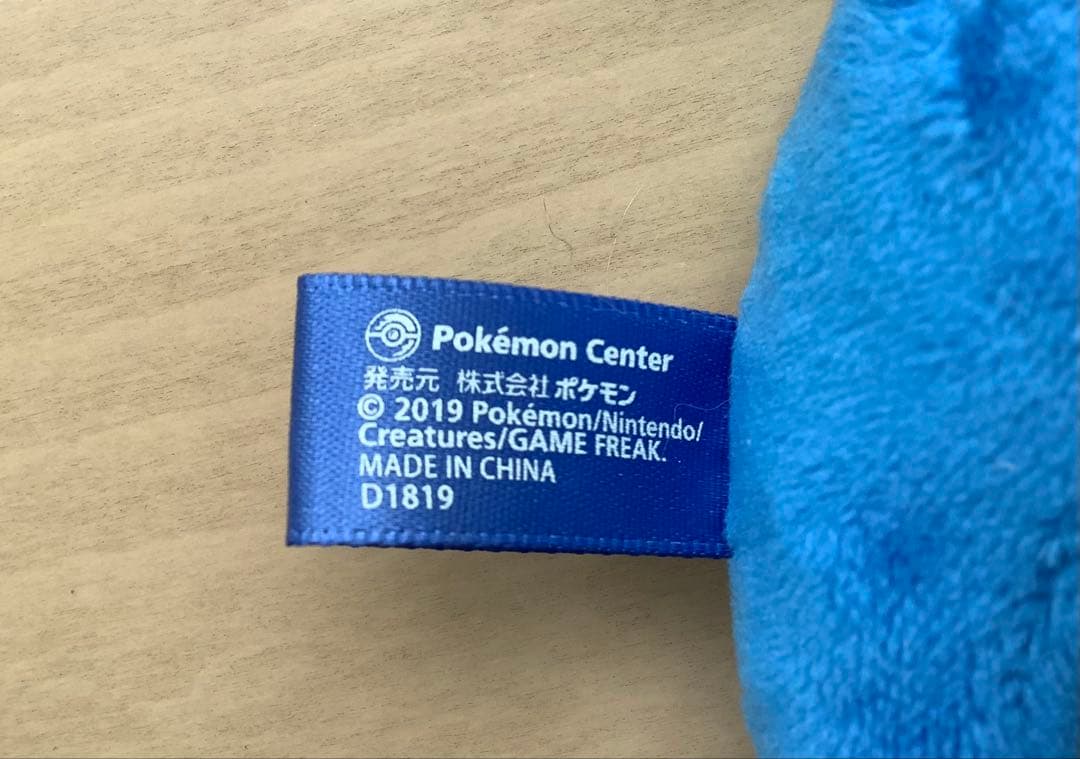 Pokémon Center
発売元 株式会社ポケモン
© 2019 Pokémon/Nintendo/
Creatures/GAME FREAK.
MADE IN CHINA
D1819